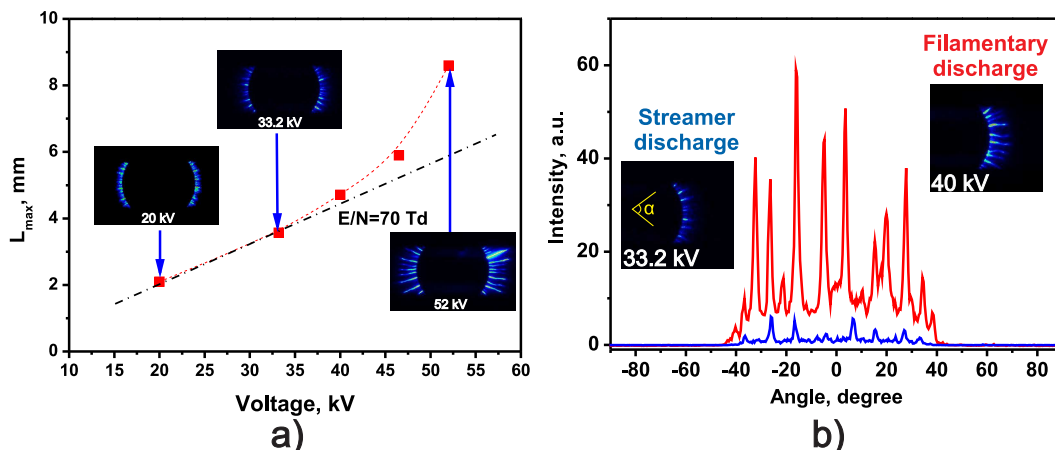 a)
10
8
6
4
2
0
L_max, mm
10 15 20 25 30 35 40 45 50 55 60
Voltage, kV
20 kV
33.2 kV
52 kV
E/N=70 Td
b)
60
40
20
0
Intensity, a.u.
-80 -60 -40 -20 0 20 40 60 80
Angle, degree
Streamer
discharge
α
33.2 kV
Filamentary
discharge
40 kV